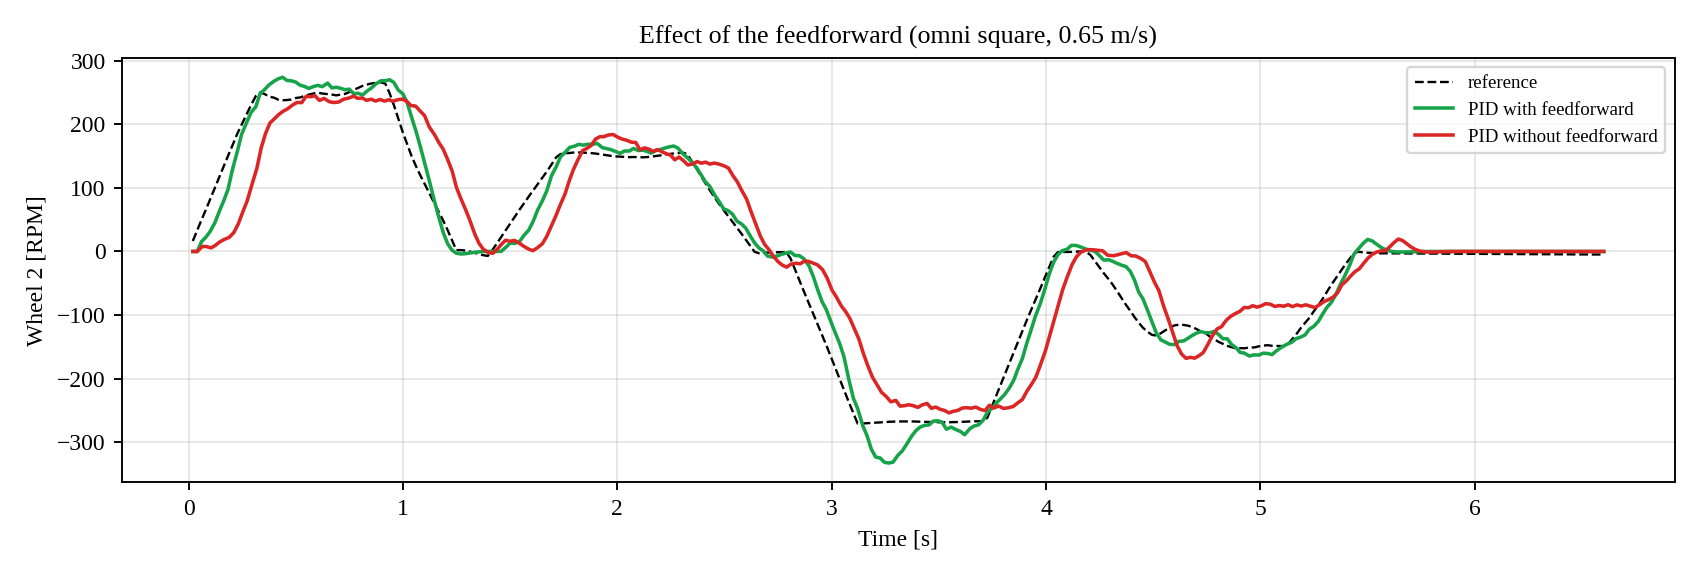 Effect of the feedforward (omni square, 0.65 m/s)
300
200
100
0
−100
−200
−300
Wheel 2 [RPM]
reference
PID with feedforward
PID without feedforward
0 1 2 3 4 5 6
Time [s]